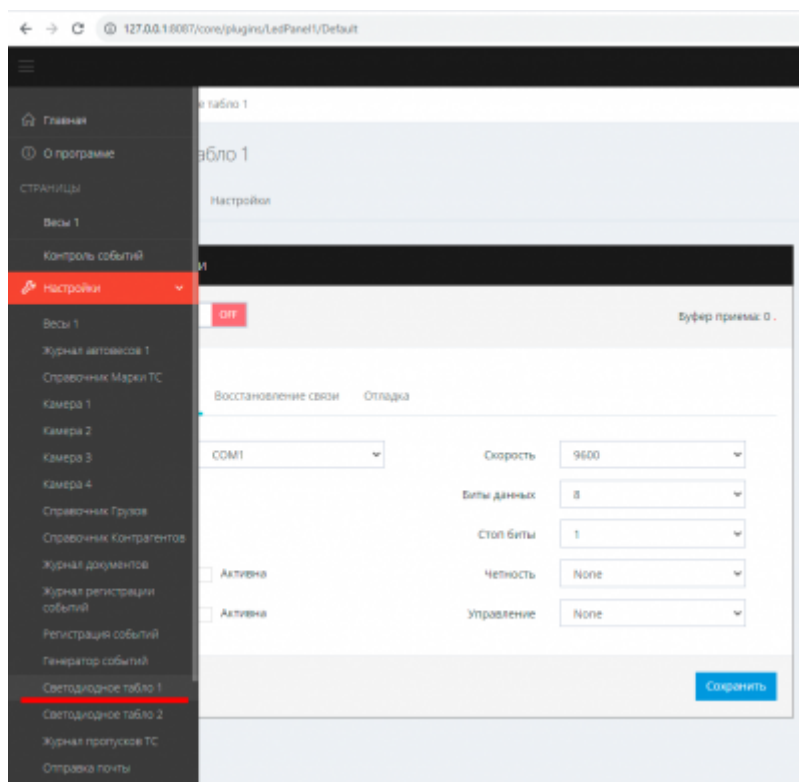 127.0.0.1:8087/core/plugins/LedPanel1/Default
е табло 1
Главная
О программе
абло 1
СТРАНИЦЫ
Настройки
Весы 1
Контроль событий
и
Настройки
OFF
Буфер приема: 0 .
Весы 1
Журнал автовесов 1
Справочник Марки ТС
Восстановление связи Отладка
Камера 1
Камера 2
Камера 3
COM1 Скорость 9600
Камера 4
Биты данных 8
Справочник Грузов
Справочник Контрагентов
Стоп биты 1
Журнал документов
Активна Четность None
Журнал регистрации
событий
Активна Управление None
Регистрация событий
Генератор событий
Светодиодное табло 1
Сохранить
Светодиодное табло 2
Журнал пропусков ТС
Отправка почты